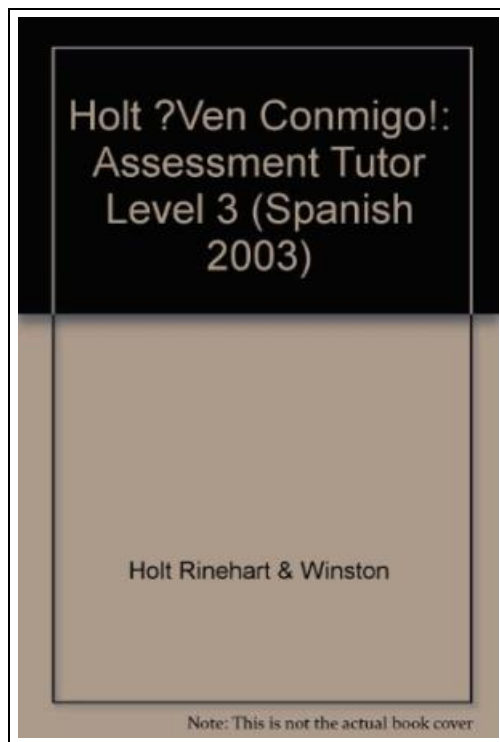 Holt ?Ven Conmigo!:
Assessment Tutor
Level 3 (Spanish
2003)
Holt Rinehart & Winston
Note: This is not the actual book cover